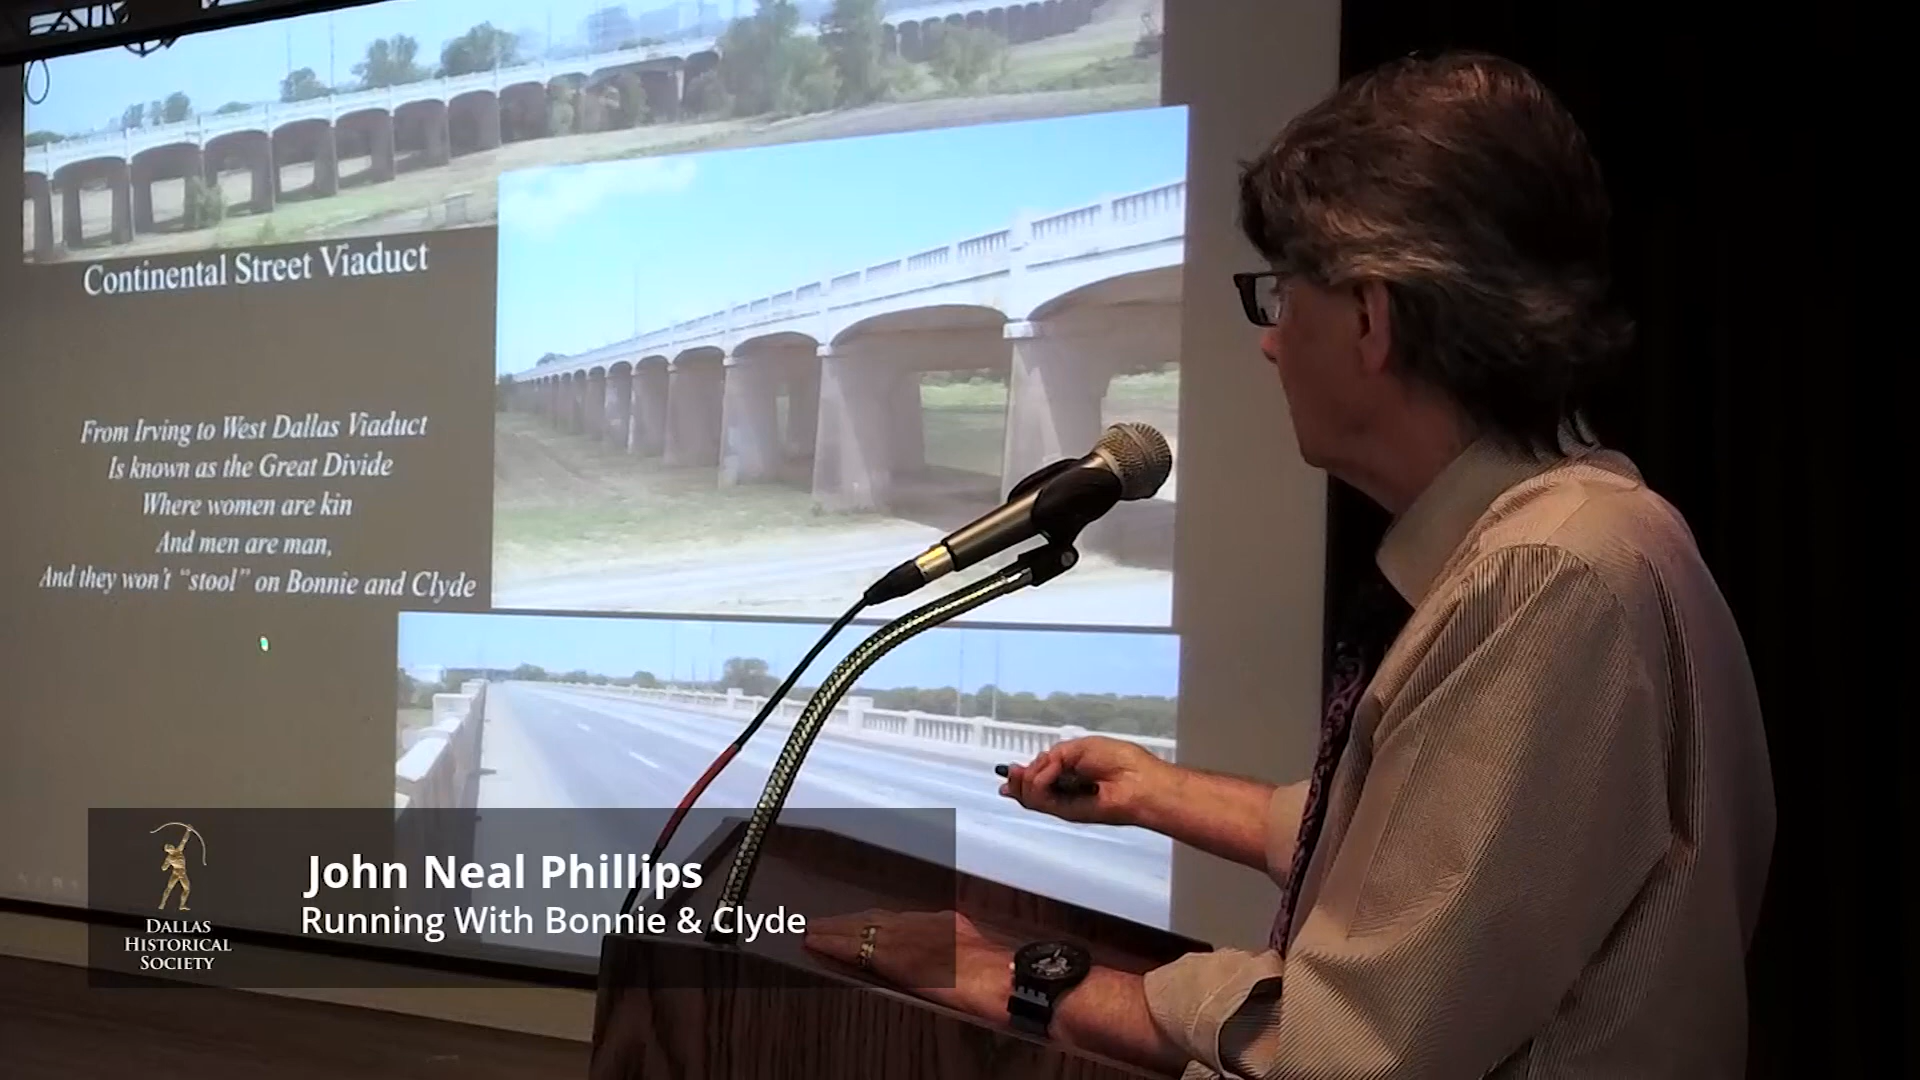 Continental Street Viaduct
From Irving to West Dallas Viaduct
Is known as the Great Divide
Where women are kin
And men are man,
And they won't "stool" on Bonnie and Clyde
John Neal Phillips
Running With Bonnie & Clyde
DALLAS
HISTORICAL
SOCIETY